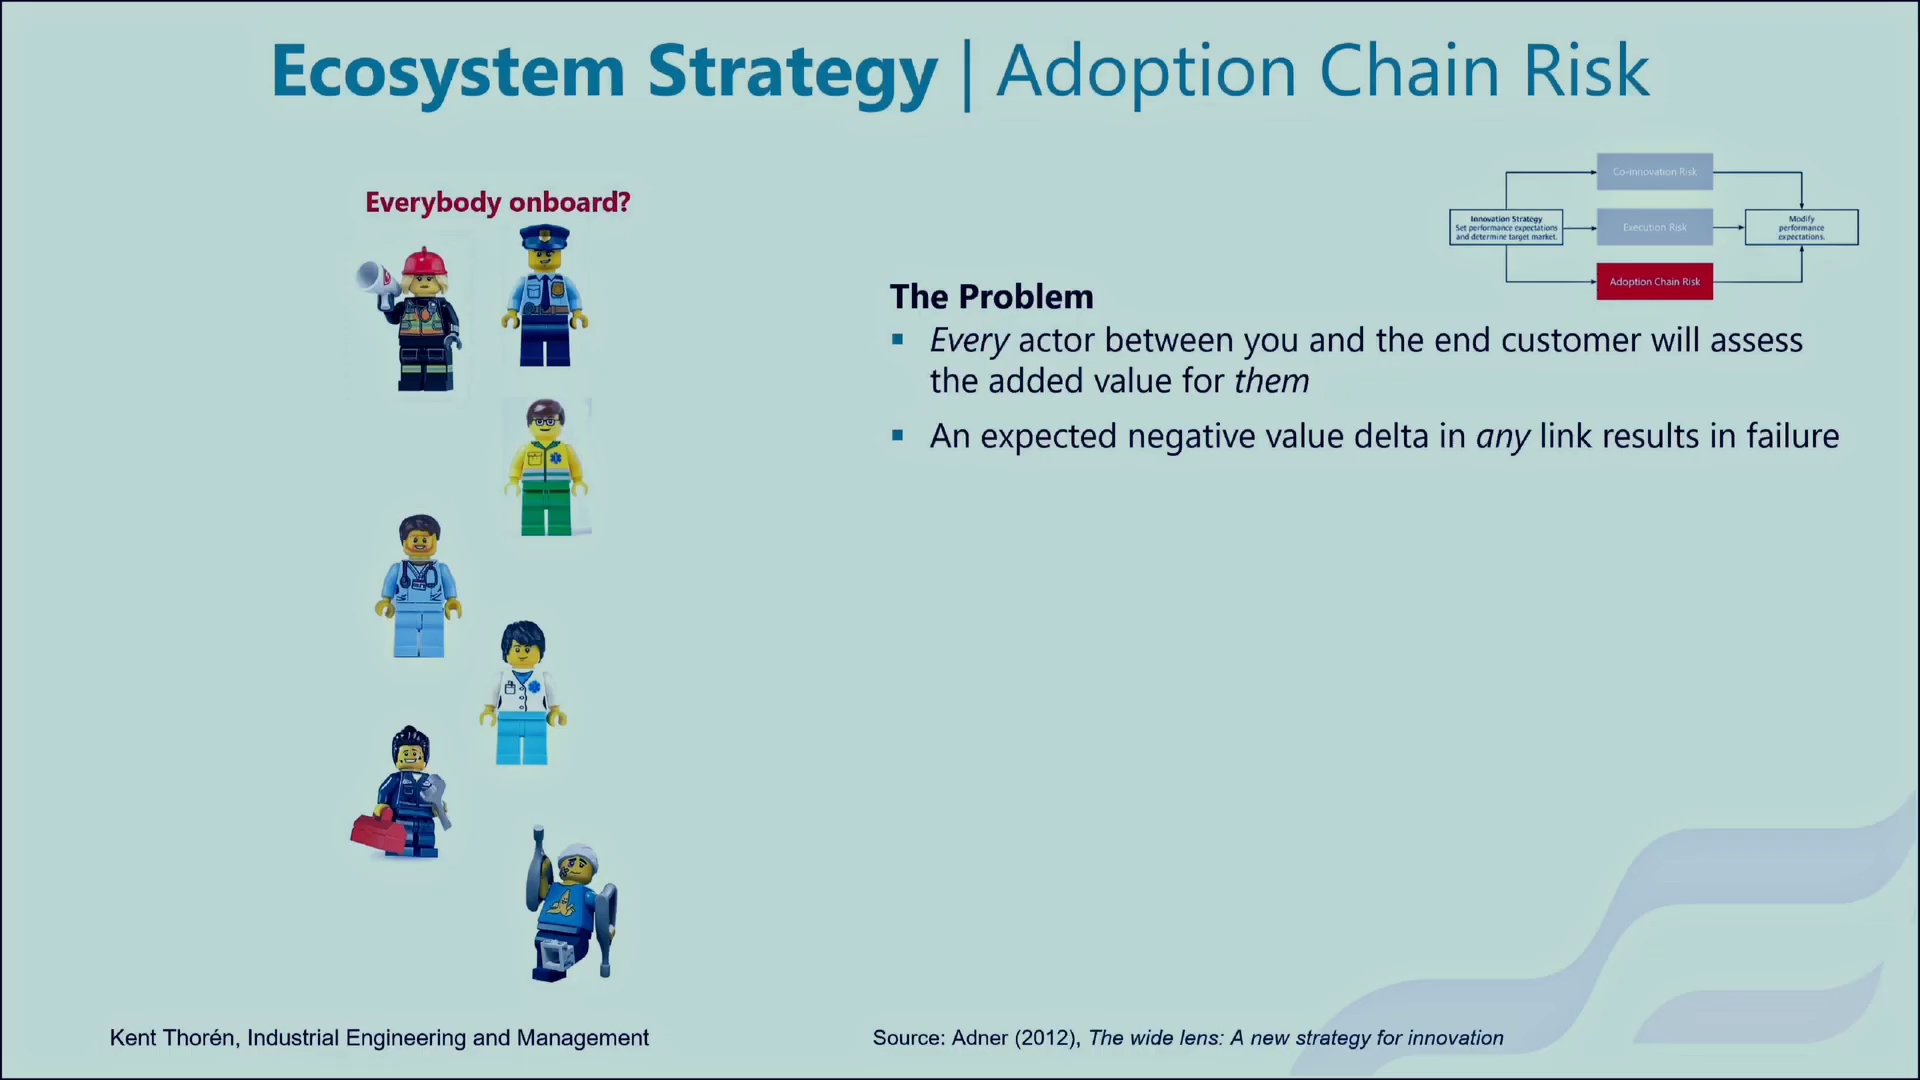 Ecosystem Strategy | Adoption Chain Risk
Everybody onboard?
Co-innovation Risk
Innovation Strategy
Set performance expectations
and determine target market.
Execution Risk
Modify
performance
expectations.
Adoption Chain Risk
The Problem
Every actor between you and the end customer will assess
the added value for them
An expected negative value delta in any link results in failure
Kent Thorén, Industrial Engineering and Management
Source: Adner (2012), The wide lens: A new strategy for innovation